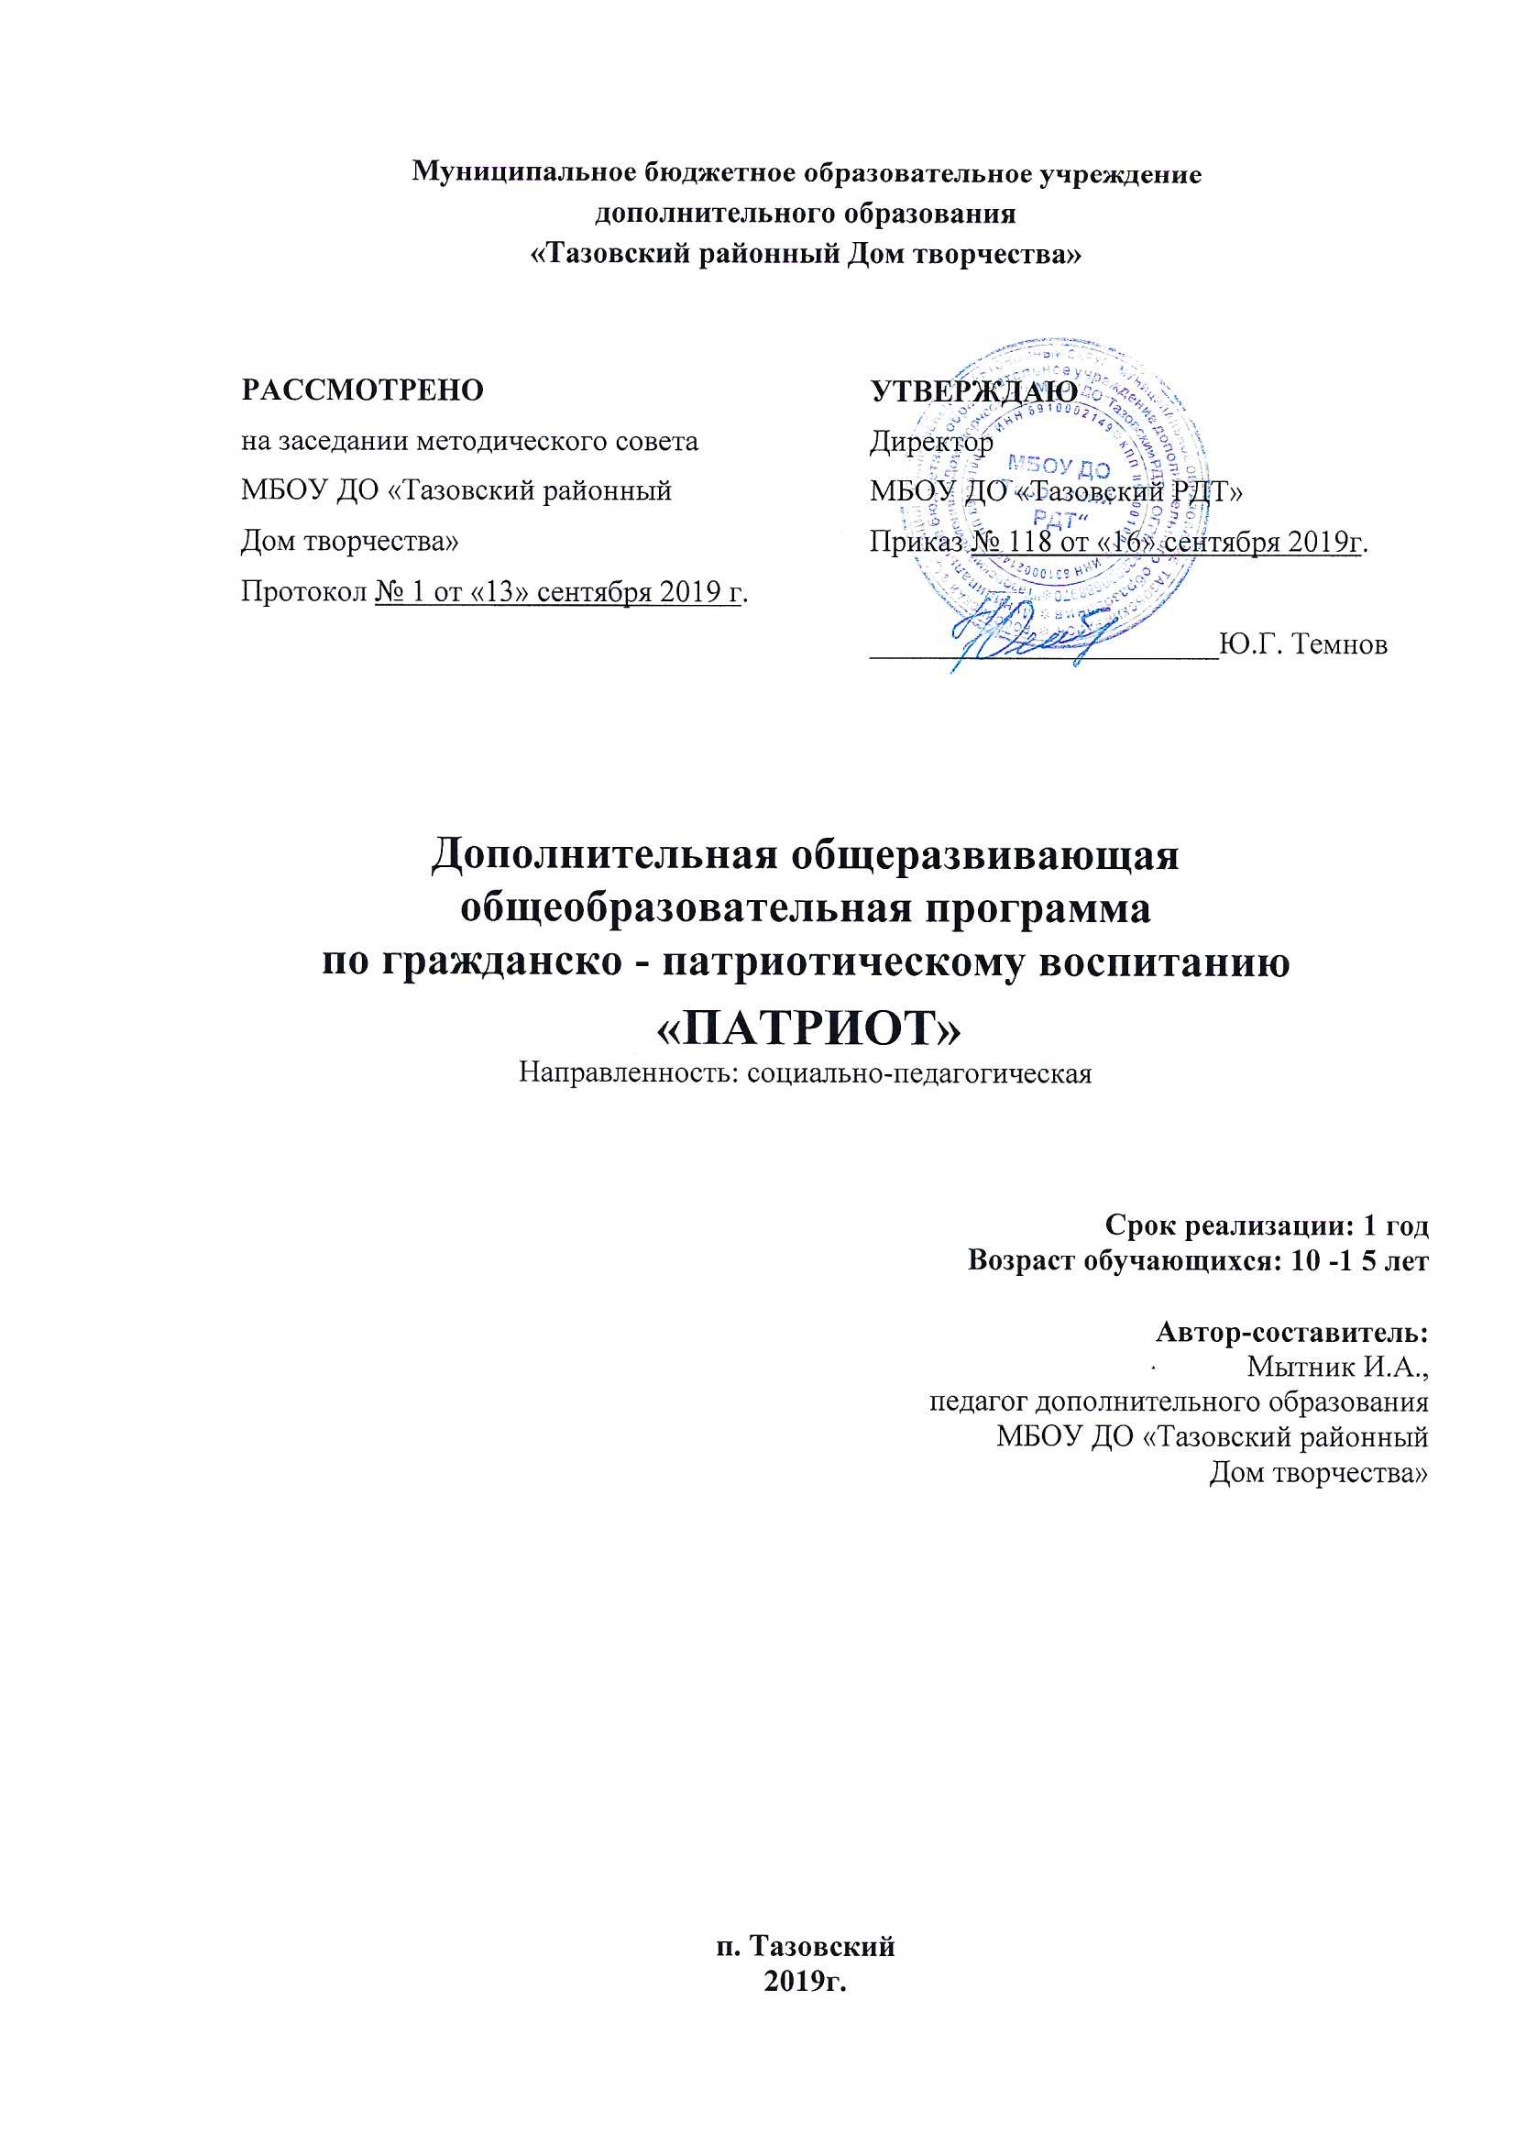 Муниципальное бюджетное образовательное учреждение
дополнительного образования
«Тазовский районный Дом творчества»
РАССМОТРЕНО
на заседании методического совета
МБОУ ДО «Тазовский районный
Дом творчества»
Протокол № 1 от «13» сентября 2019 г.
УТВЕРЖДАЮ
Директор
МБОУ ДО «Тазовский РДТ»
Приказ № 118 от «16» сентября 2019г.
Ю.Г. Темнов
МБОУ ДО
РДТ“
Дополнительная общеразвивающая
общеобразовательная программа
по гражданско - патриотическому воспитанию
«ПАТРИОТ»
Направленность: социально-педагогическая
Срок реализации: 1 год
Возраст обучающихся: 10 -1 5 лет
Автор-составитель:
Мытник И.А.,
педагог дополнительного образования
МБОУ ДО «Тазовский районный
Дом творчества»
п. Тазовский
2019г.